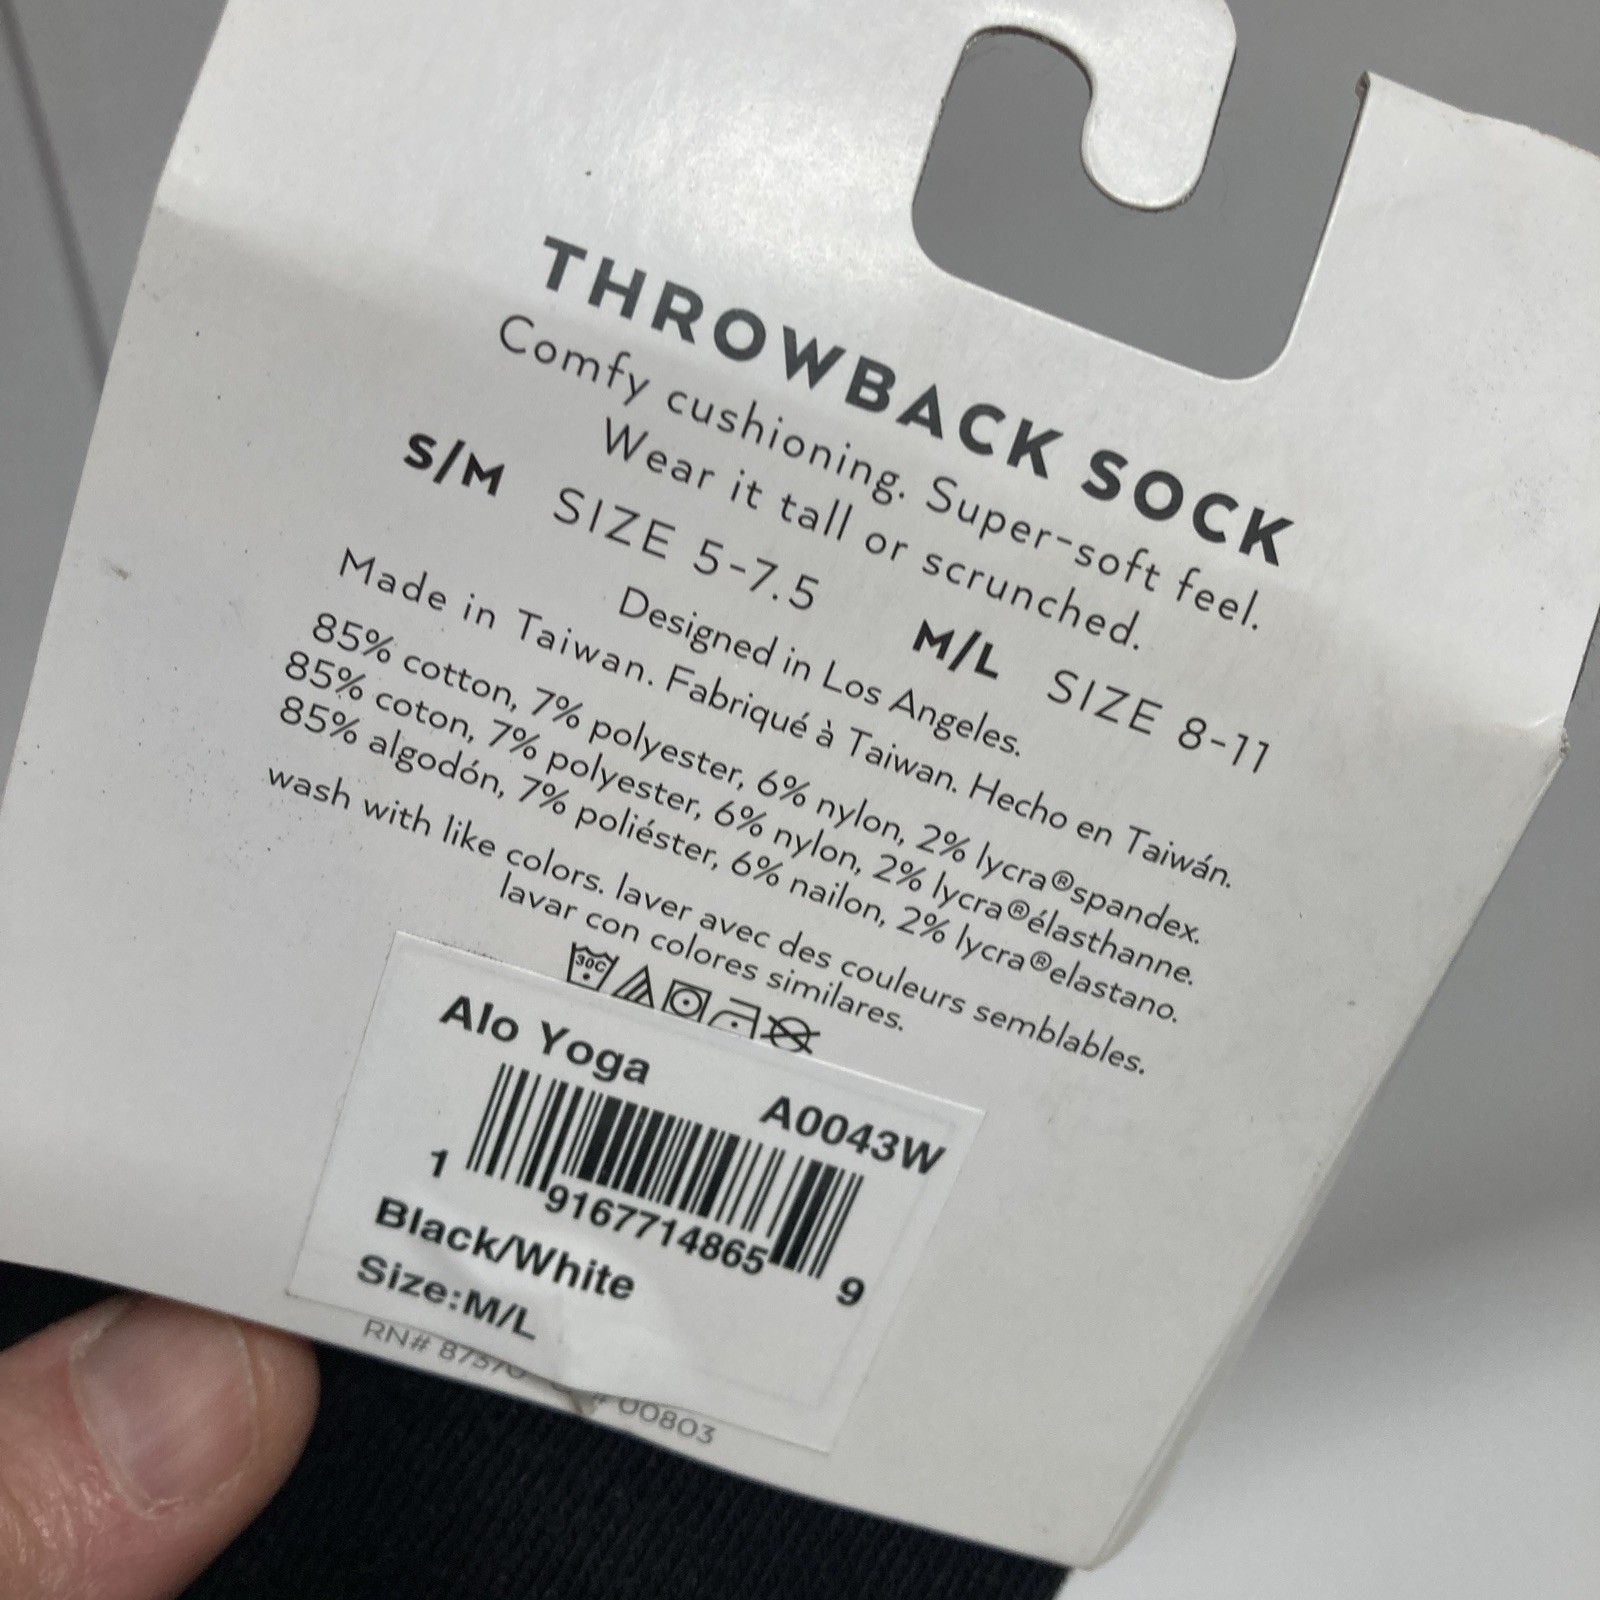 THROWBACK SOCK
Comfy cushioning. Super-soft feel.
Wear it tall or scrunched.
S/M SIZE 5-7.5 M/L SIZE 8-11
Designed in Los Angeles.
Made in Taiwan. Fabriqué à Taiwan. Hecho en Taiwán.
85% cotton, 7% polyester, 6% nylon, 2% lycra®spandex.
85% coton, 7% polyester, 6% nylon, 2% lycra®élasthanne.
85% algodón, 7% poliéster, 6% nailon, 2% lycra®elastano.
wash with like colors. laver avec des couleurs semblables.
lavar con colores similares.
30C
Alo Yoga A0043W
1 9167714865 9
Black/White
Size:M/L
RN# 00803